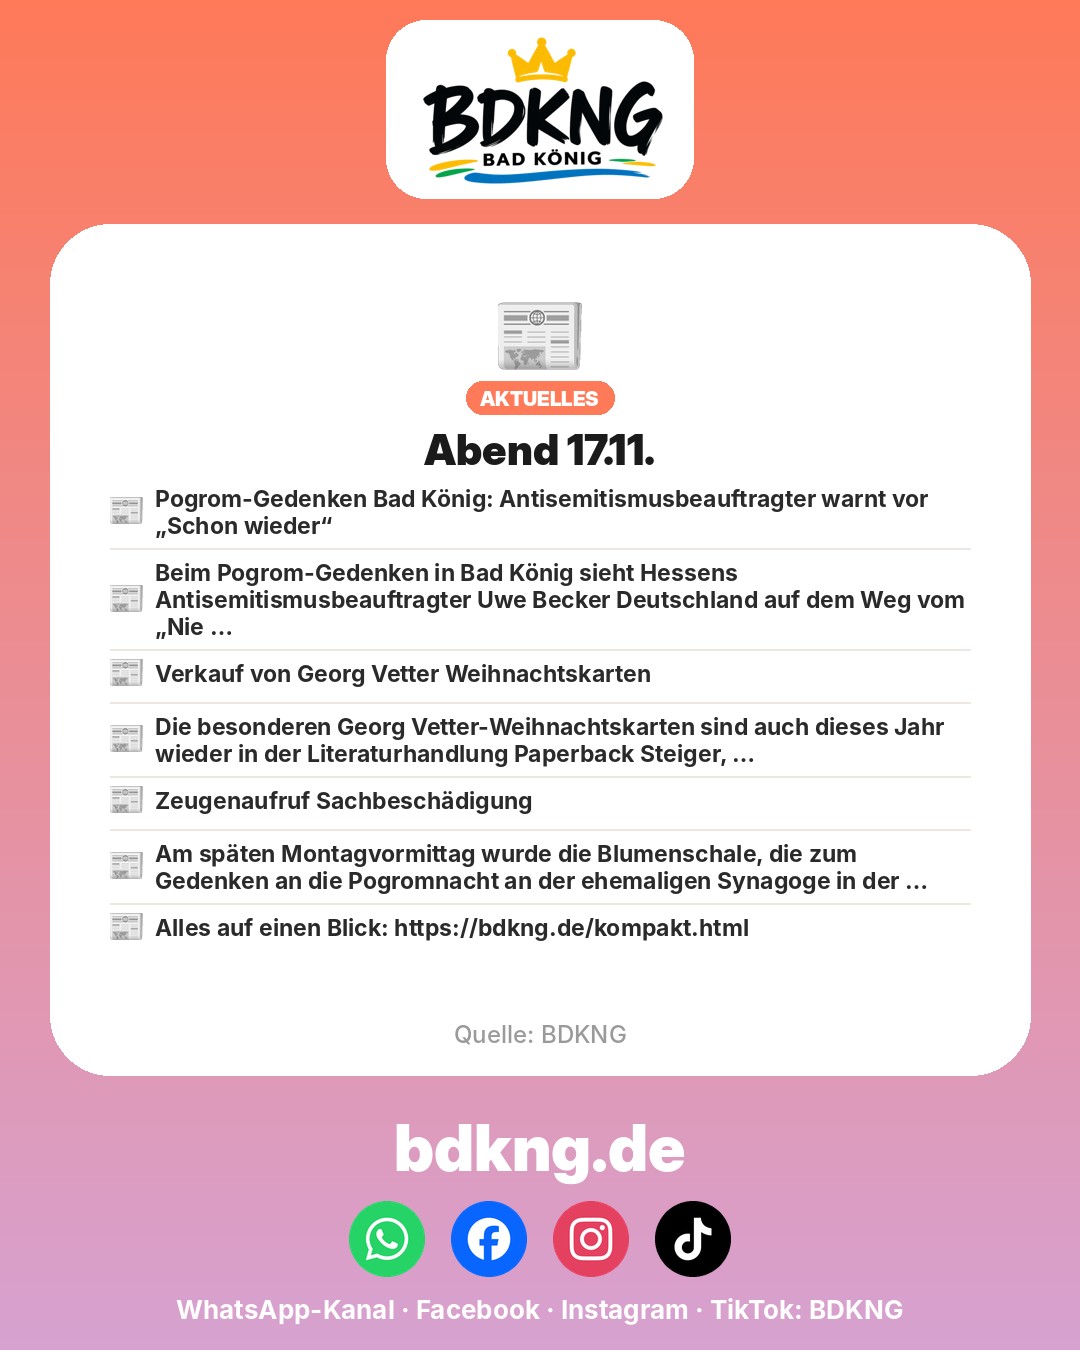 BDKNG
BAD KÖNIG
AKTUELLES
Abend 17.11.
Pogrom-Gedenken Bad König: Antisemitismusbeauftragter warnt vor
„Schon wieder“
Beim Pogrom-Gedenken in Bad König sieht Hessens
Antisemitismusbeauftragter Uwe Becker Deutschland auf dem Weg vom
„Nie ...
Verkauf von Georg Vetter Weihnachtskarten
Die besonderen Georg Vetter-Weihnachtskarten sind auch dieses Jahr
wieder in der Literaturhandlung Paperback Steiger, ...
Zeugenaufruf Sachbeschädigung
Am späten Montagvormittag wurde die Blumenschale, die zum
Gedenken an die Pogromnacht an der ehemaligen Synagoge in der ...
Alles auf einen Blick: https://bdkng.de/kompakt.html
Quelle: BDKNG
bdkng.de
WhatsApp-Kanal · Facebook · Instagram · TikTok: BDKNG